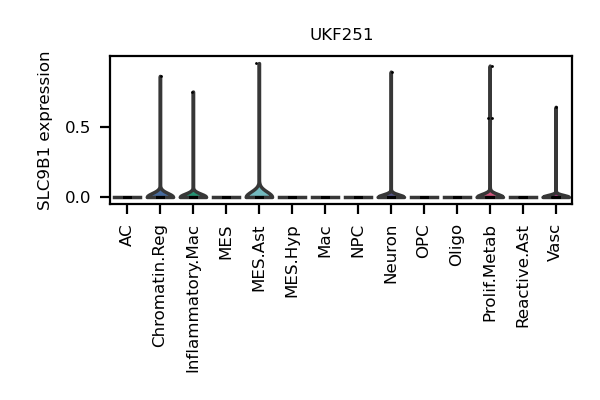 UKF251
SLC9B1 expression
0.5
0.0
AC
Chromatin.Reg
Inflammatory.Mac
MES
MES.Ast
MES.Hyp
Mac
NPC
Neuron
OPC
Oligo
Prolif.Metab
Reactive.Ast
Vasc